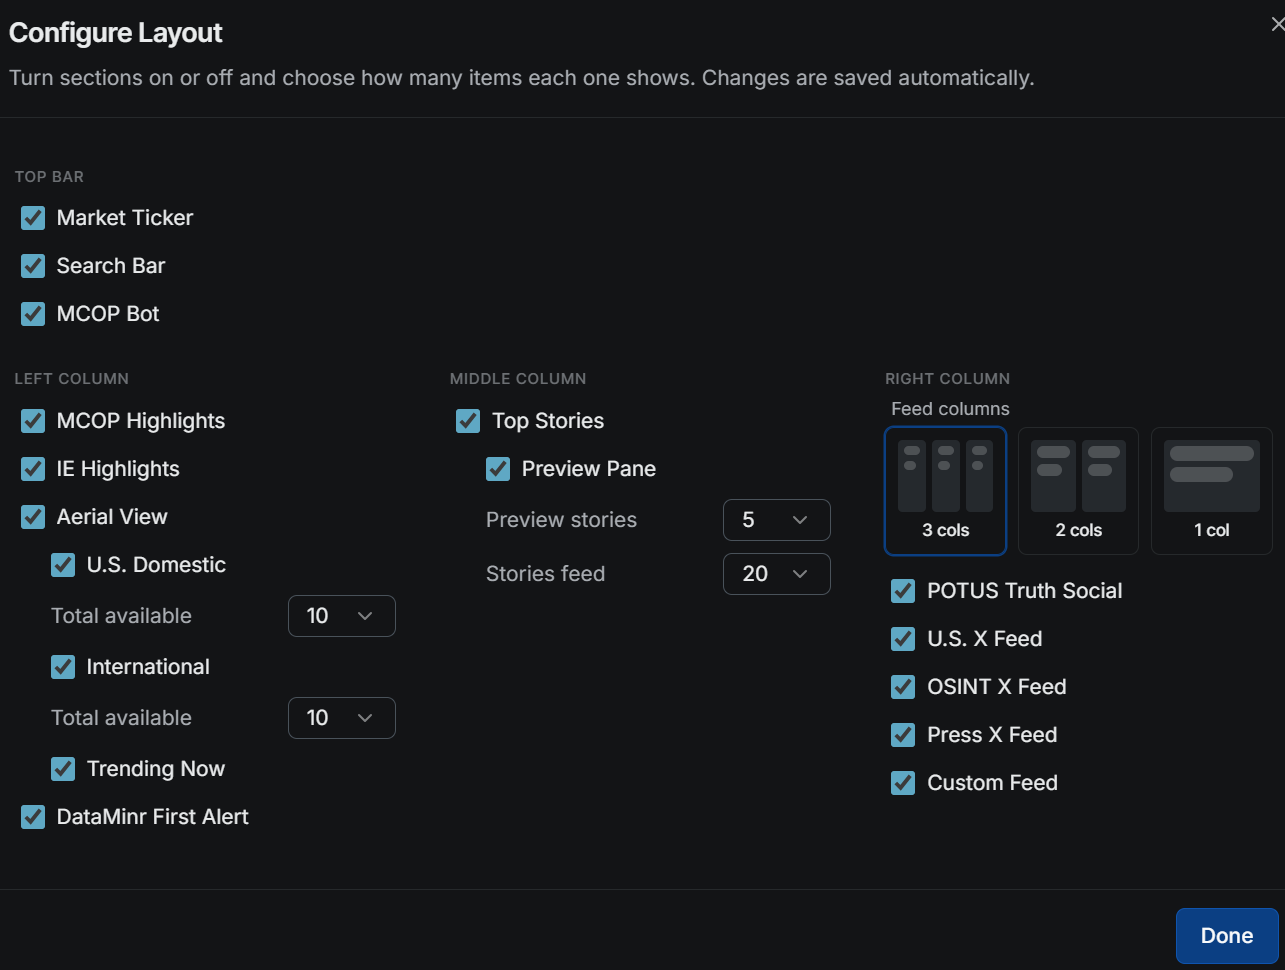 Configure Layout
Turn sections on or off and choose how many items each one shows. Changes are saved automatically.
TOP BAR
Market Ticker
Search Bar
MCOP Bot
LEFT COLUMN
MCOP Highlights
IE Highlights
Aerial View
U.S. Domestic
Total available 10
International
Total available 10
Trending Now
DataMinr First Alert
MIDDLE COLUMN
Top Stories
Preview Pane
Preview stories 5
Stories feed 20
RIGHT COLUMN
Feed columns
3 cols 2 cols 1 col
POTUS Truth Social
U.S. X Feed
OSINT X Feed
Press X Feed
Custom Feed
Done